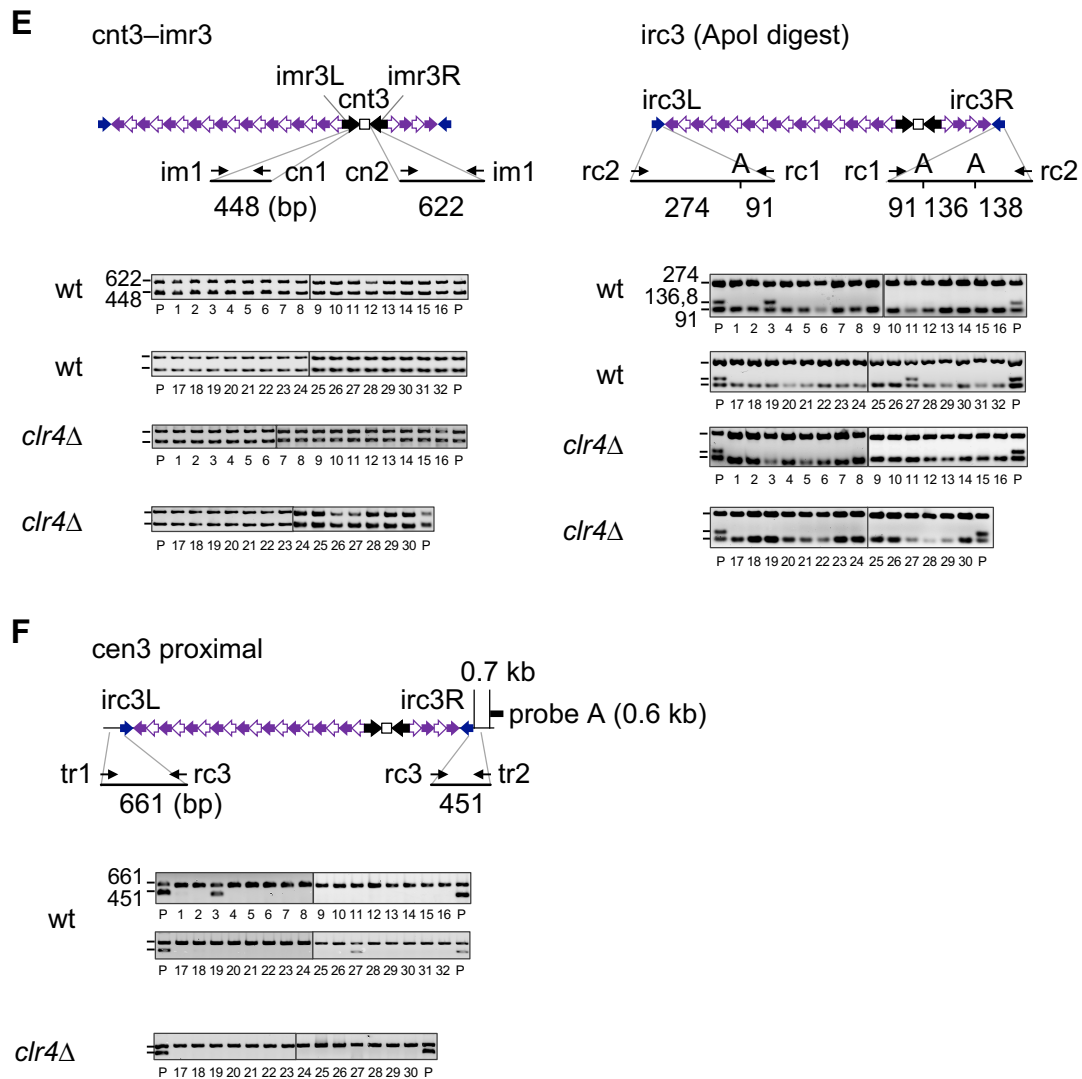 E
cnt3–imr3
imr3L imr3R
cnt3
im1 cn1 cn2 im1
448 (bp) 622
wt
622
448
P 1 2 3 4 5 6 7 8 9 10 11 12 13 14 15 16 P
wt
P 17 18 19 20 21 22 23 24 25 26 27 28 29 30 31 32 P
clr4Δ
P 1 2 3 4 5 6 7 8 9 10 11 12 13 14 15 16 P
clr4Δ
P 17 18 19 20 21 22 23 24 25 26 27 28 29 30 P
irc3 (ApoI digest)
irc3L irc3R
rc2 A rc1 rc1 A A rc2
274 91 91 136 138
wt
274
136,8
91
P 1 2 3 4 5 6 7 8 9 10 11 12 13 14 15 16 P
wt
P 17 18 19 20 21 22 23 24 25 26 27 28 29 30 31 32 P
clr4Δ
P 1 2 3 4 5 6 7 8 9 10 11 12 13 14 15 16 P
clr4Δ
P 17 18 19 20 21 22 23 24 25 26 27 28 29 30 P
F
cen3 proximal
0.7 kb
irc3L irc3R
probe A (0.6 kb)
tr1 rc3 rc3 tr2
661 (bp) 451
wt
661
451
P 1 2 3 4 5 6 7 8 9 10 11 12 13 14 15 16 P
P 17 18 19 20 21 22 23 24 25 26 27 28 29 30 31 32 P
clr4Δ
P 17 18 19 20 21 22 23 24 25 26 27 28 29 30 P